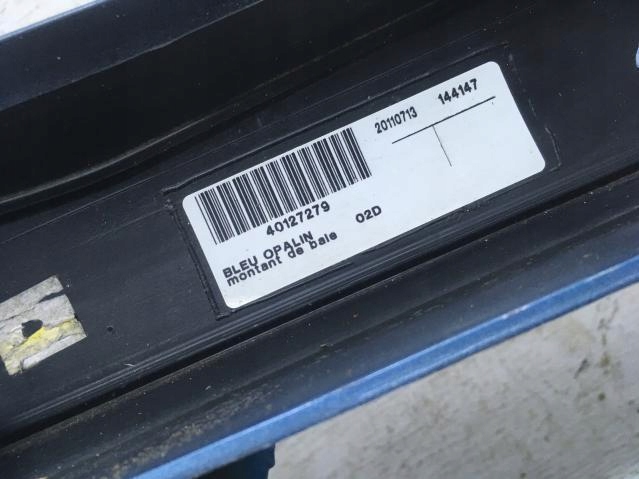 20110713 144147
40127279
BLEU OPALIN
montant de baie 02D